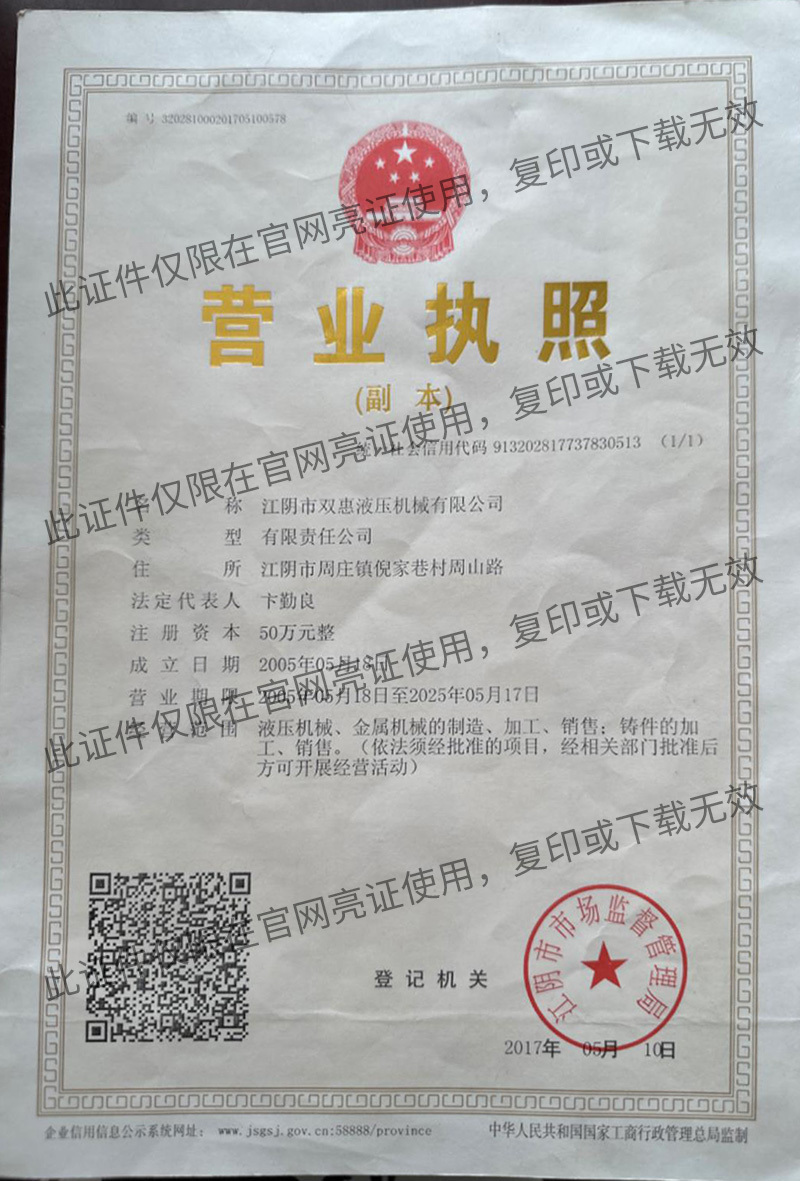 编 号 320281000201705100578
营业执照
(副 本)
统一社会信用代码 913202817737830513 (1/1)
名 称 江阴市双惠液压机械有限公司
类 型 有限责任公司
住 所 江阴市周庄镇倪家巷村周山路
法定代表人 卞勤良
注册资本 50万元整
成立日期 2005年05月18日
营业期限 2005年05月18日至2025年05月17日
经营范围 液压机械、金属机械的制造、加工、销售；铸件的加
工、销售。（依法须经批准的项目，经相关部门批准后
方可开展经营活动）
登记机关
江阴市市场监督管理局
2017年 05月 10日
企业信用信息公示系统网址： www.jsgsj.gov.cn:58888/province
中华人民共和国国家工商行政管理总局监制
此证件仅限在官网亮证使用，复印或下载无效
此证件仅限在官网亮证使用，复印或下载无效
此证件仅限在官网亮证使用，复印或下载无效
此证件仅限在官网亮证使用，复印或下载无效